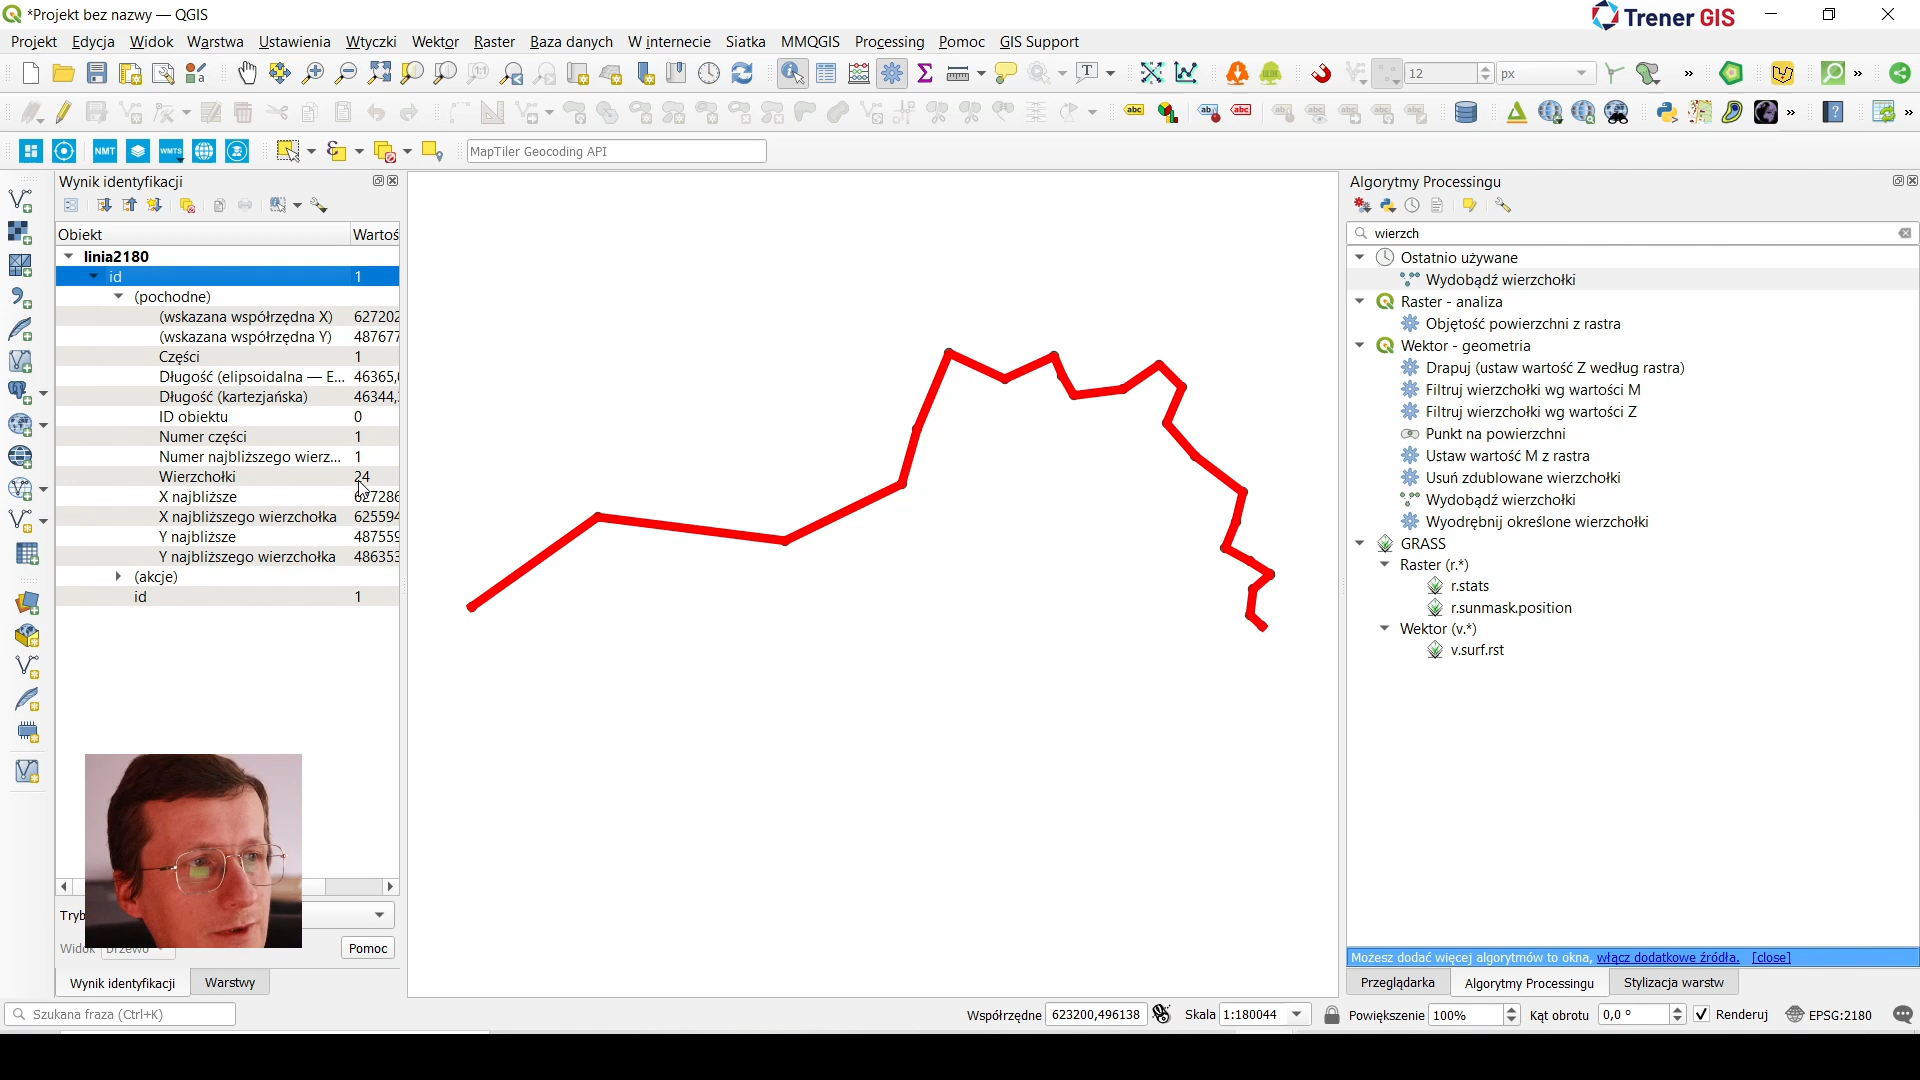 *Projekt bez nazwy — QGIS
Trener GIS
Projekt Edycja Widok Warstwa Ustawienia Wtyczki Wektor Raster Baza danych W internecie Siatka MMQGIS Processing Pomoc GIS Support
12 px
NMT WMTS MapTiler Geocoding API
Wynik identyfikacji
Obiekt Wartoś
linia2180
id 1
(pochodne)
(wskazana współrzędna X) 627202
(wskazana współrzędna Y) 487677
Części 1
Długość (elipsoidalna — E... 46365,
Długość (kartezjańska) 46344,
ID obiektu 0
Numer części 1
Numer najbliższego wierz... 1
Wierzchołki 24
X najbliższe 627286
X najbliższego wierzchołka 625594
Y najbliższe 487559
Y najbliższego wierzchołka 486353
(akcje)
id 1
Tryb
Widok Drzewo
Pomoc
Wynik identyfikacji Warstwy
Algorytmy Processingu
wierzch
Ostatnio używane
Wydobądź wierzchołki
Raster - analiza
Objętość powierzchni z rastra
Wektor - geometria
Drapuj (ustaw wartość Z według rastra)
Filtruj wierzchołki wg wartości M
Filtruj wierzchołki wg wartości Z
Punkt na powierzchni
Ustaw wartość M z rastra
Usuń zdublowane wierzchołki
Wydobądź wierzchołki
Wyodrębnij określone wierzchołki
GRASS
Raster (r.*)
r.stats
r.sunmask.position
Wektor (v.*)
v.surf.rst
Możesz dodać więcej algorytmów to okna, włącz dodatkowe źródła. [close]
Przeglądarka Algorytmy Processingu Stylizacja warstw
Szukana fraza (Ctrl+K) Współrzędne 623200,496138 Skala 1:180044 Powiększenie 100% Kąt obrotu 0,0 ° Renderuj EPSG:2180